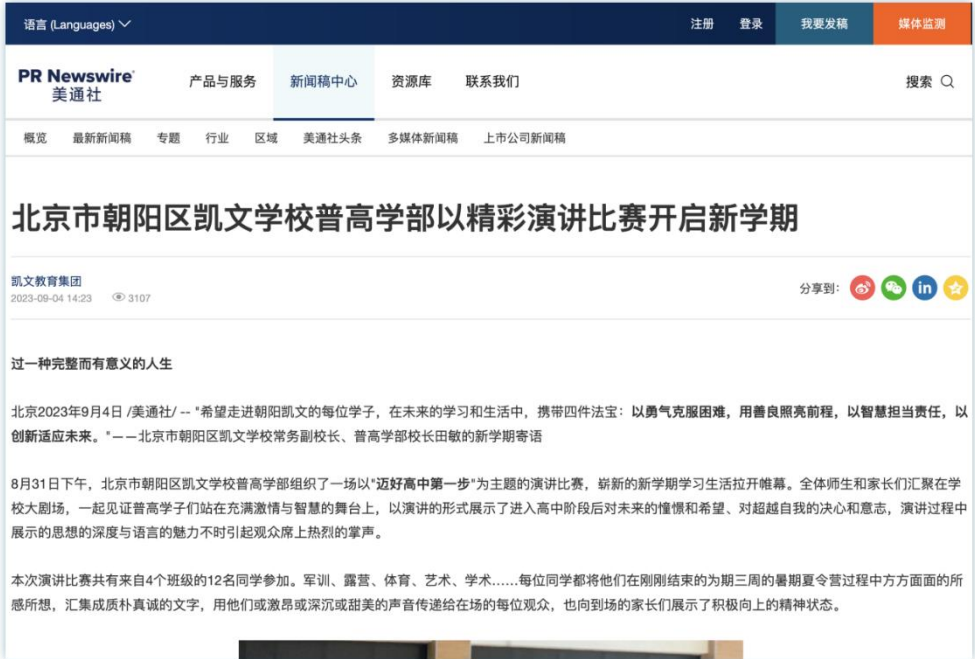 语言 (Languages)
注册 登录 我要发稿 媒体监测
PR Newswire
美通社
产品与服务 新闻稿中心 资源库 联系我们 搜索
概览 最新新闻稿 专题 行业 区域 美通社头条 多媒体新闻稿 上市公司新闻稿
北京市朝阳区凯文学校普高学部以精彩演讲比赛开启新学期
凯文教育集团
2023-09-04 14:23 3107
分享到: in
过一种完整而有意义的人生
北京2023年9月4日 /美通社/ -- "希望走进朝阳凯文的每位学子，在未来的学习和生活中，携带四件法宝：以勇气克服困难，用善良照亮前程，以智慧担当责任，以
创新适应未来。"——北京市朝阳区凯文学校常务副校长、普高学部校长田敏的新学期寄语
8月31日下午，北京市朝阳区凯文学校普高学部组织了一场以"迈好高中第一步"为主题的演讲比赛，崭新的新学期学习生活拉开帷幕。全体师生和家长们汇聚在学
校大剧场，一起见证普高学子们站在充满激情与智慧的舞台上，以演讲的形式展示了进入高中阶段后对未来的憧憬和希望、对超越自我的决心和意志，演讲过程中
展示的思想的深度与语言的魅力不时引起观众席上热烈的掌声。
本次演讲比赛共有来自4个班级的12名同学参加。军训、露营、体育、艺术、学术……每位同学都将他们在刚刚结束的为期三周的暑期夏令营过程中方方面面的所
感所想，汇集成质朴真诚的文字，用他们或激昂或深沉或甜美的声音传递给在场的每位观众，也向到场的家长们展示了积极向上的精神状态。